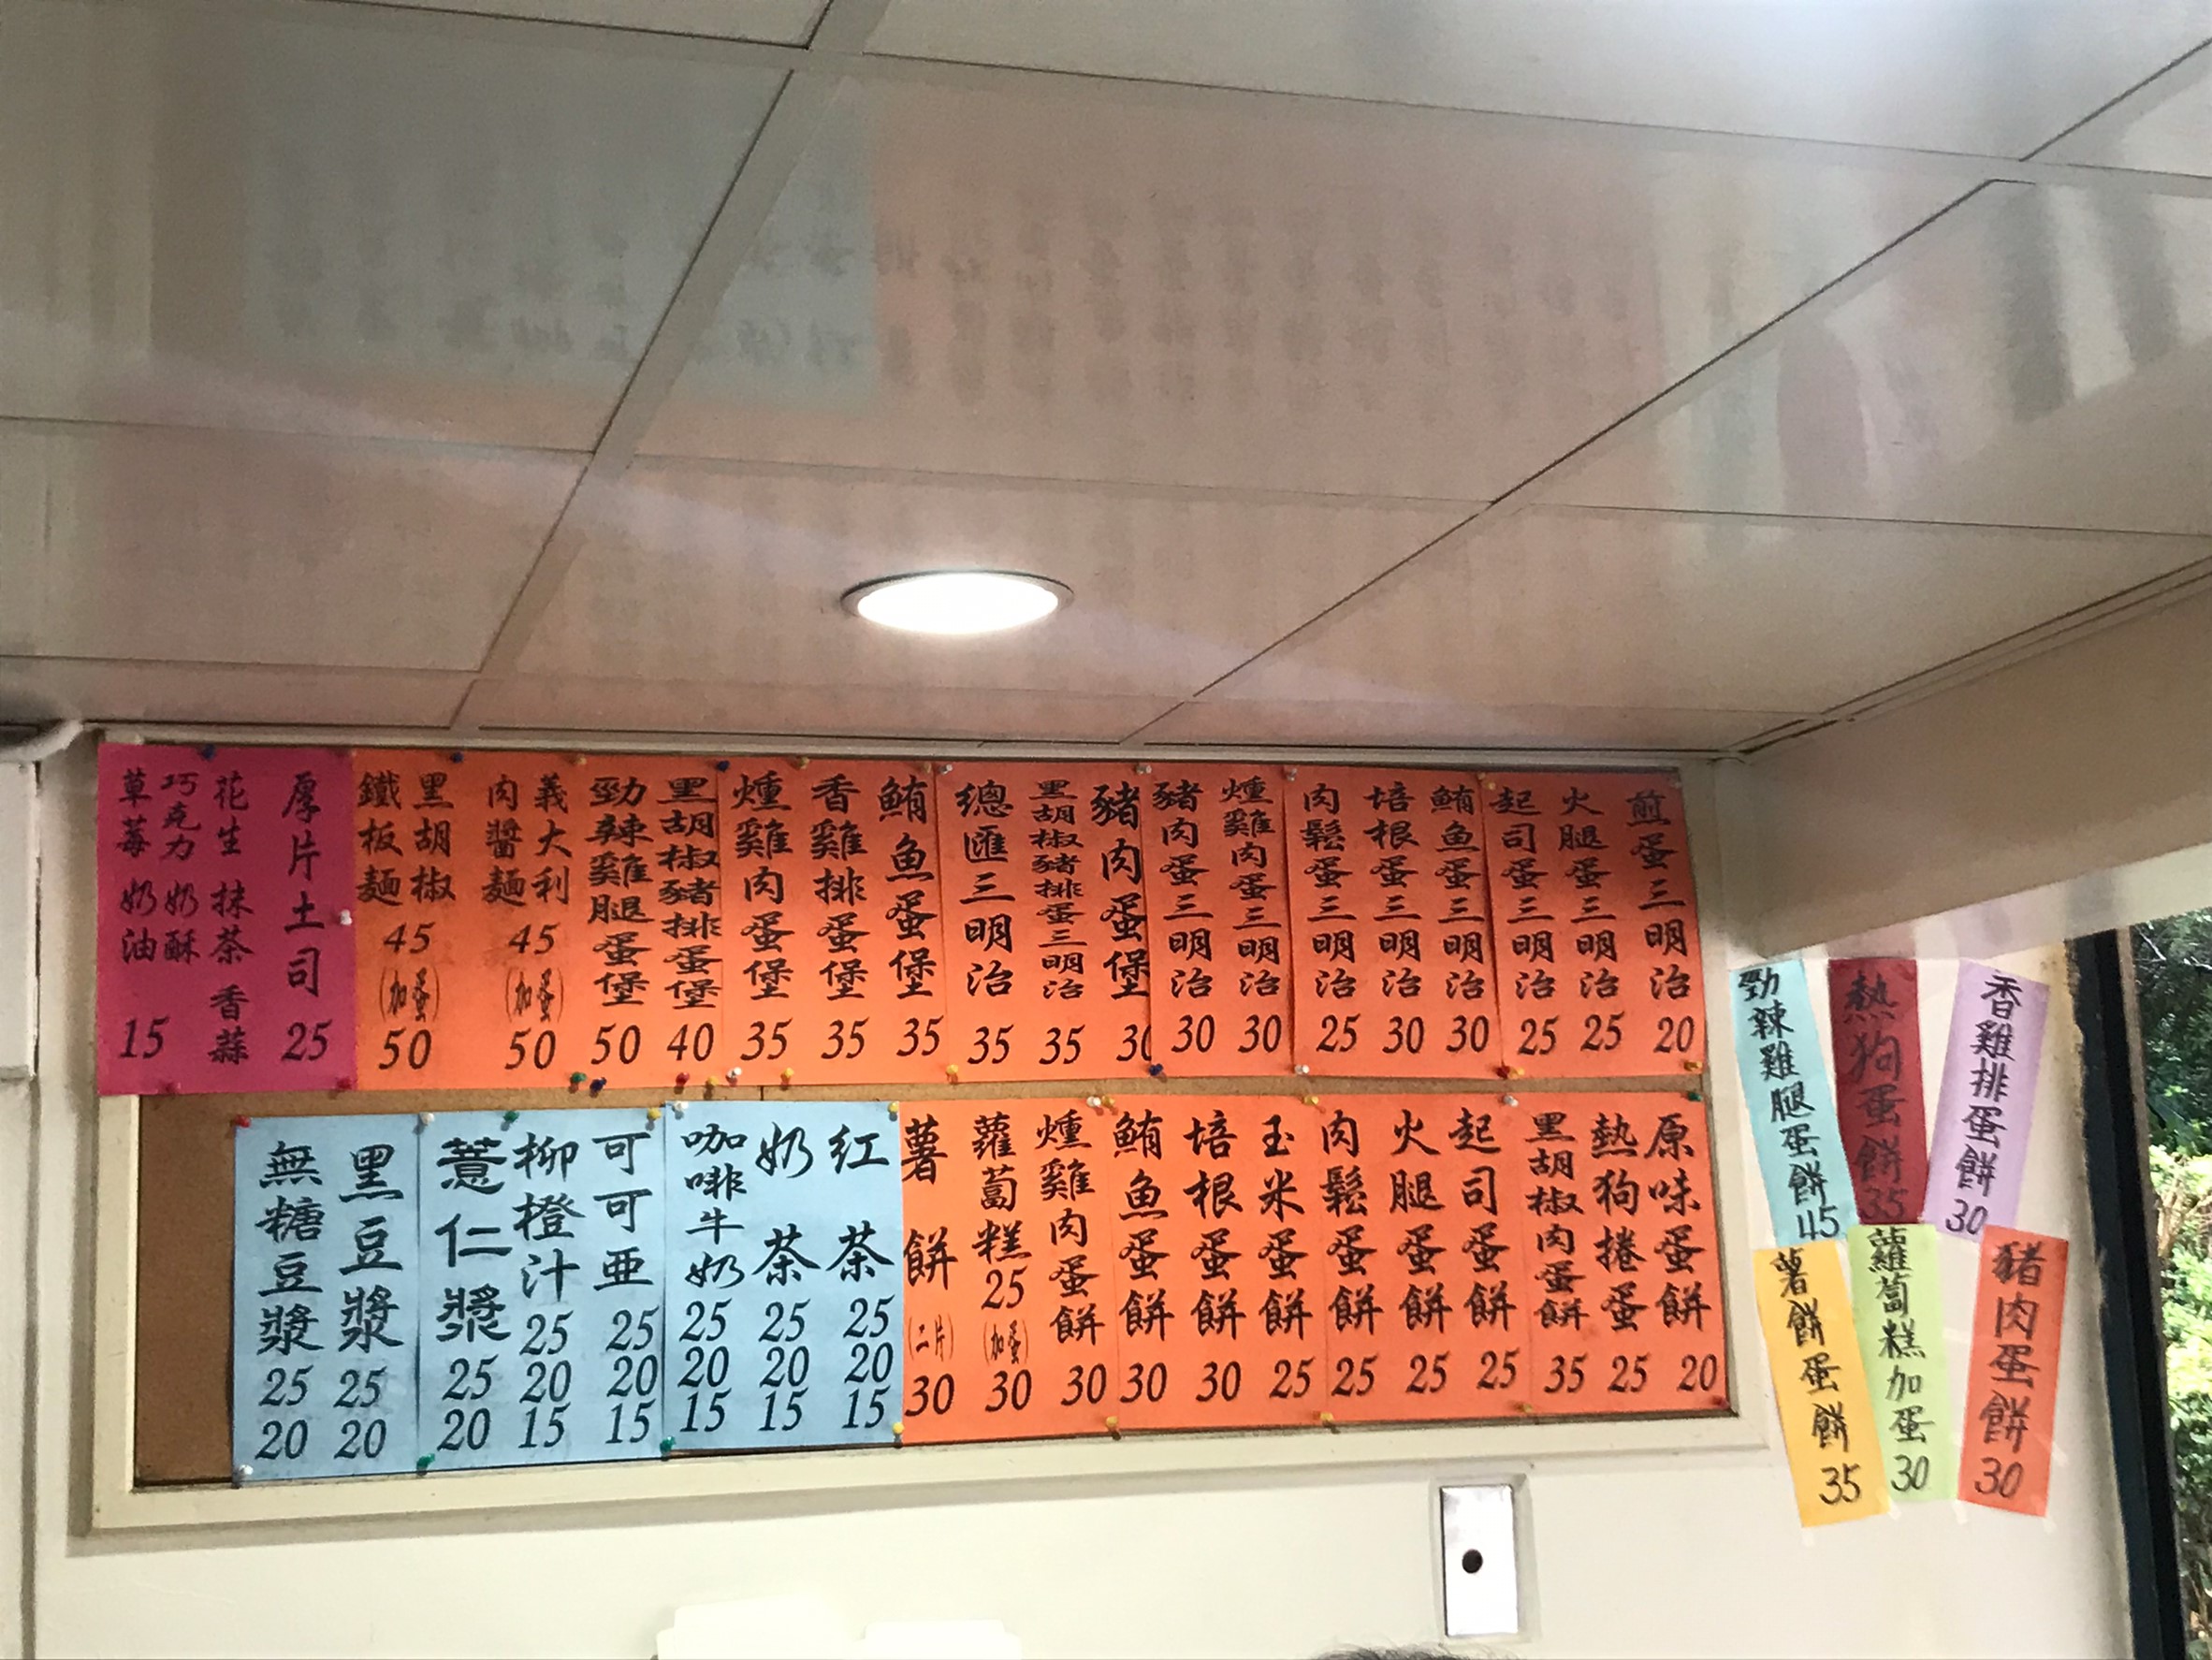 煎蛋三明治 20
火腿蛋三明治 25
起司蛋三明治 25
鮪魚蛋三明治 30
培根蛋三明治 30
肉鬆蛋三明治 25
燻雞肉蛋三明治 30
豬肉蛋三明治 30
豬肉蛋堡 30
黑胡椒豬排蛋三明治 35
總匯三明治 35
鮪魚蛋堡 35
香雞排蛋堡 35
燻雞肉蛋堡 35
黑胡椒豬排蛋堡 40
勁辣雞腿蛋堡 50
義大利
肉醬麵
45
(加蛋)
50
黑胡椒
鐵板麵
45
(加蛋)
50
厚片土司 25
花生 抹茶 香蒜
巧克力 奶酥
草莓 奶油 15
原味蛋餅 20
熱狗捲蛋 25
黑胡椒肉蛋餅 35
起司蛋餅 25
火腿蛋餅 25
肉鬆蛋餅 25
玉米蛋餅 25
培根蛋餅 30
鮪魚蛋餅 30
燻雞肉蛋餅 30
蘿蔔糕 25 (加蛋) 30
薯餅 (二片) 30
紅茶 25 20 15
奶茶 25 20 15
咖啡牛奶 25 20 15
可可亜 25 20 15
柳橙汁 25 20 15
薏仁漿 25 20
黑豆漿 25 20
無糖豆漿 25 20
香雞排蛋餅 30
熱狗蛋餅 35
勁辣雞腿蛋餅 45
豬肉蛋餅 30
蘿蔔糕加蛋 30
薯餅蛋餅 35